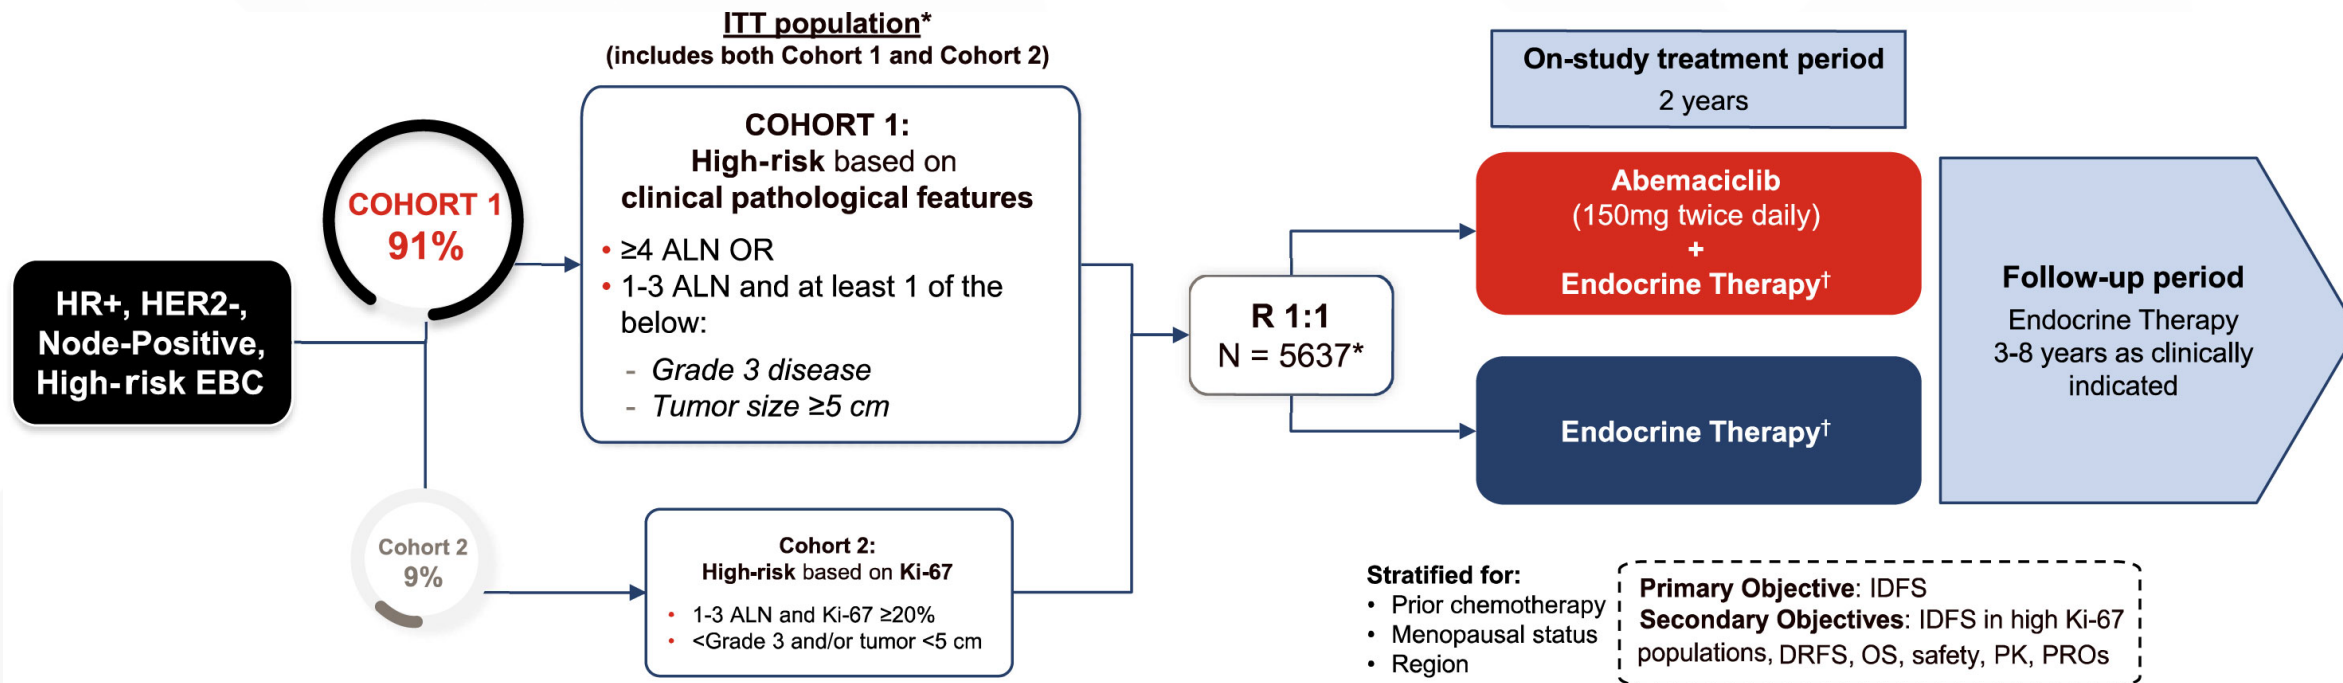 ITT population*
(includes both Cohort 1 and Cohort 2)
HR+, HER2-,
Node-Positive,
High-risk EBC
COHORT 1
91%
COHORT 1:
High-risk based on
clinical pathological features
• ≥4 ALN OR
• 1-3 ALN and at least 1 of the
below:
- Grade 3 disease
- Tumor size ≥5 cm
Cohort 2
9%
Cohort 2:
High-risk based on Ki-67
• 1-3 ALN and Ki-67 ≥20%
• <Grade 3 and/or tumor <5 cm
R 1:1
N = 5637*
On-study treatment period
2 years
Abemaciclib
(150mg twice daily)
+
Endocrine Therapy†
Endocrine Therapy†
Follow-up period
Endocrine Therapy
3-8 years as clinically
indicated
Stratified for:
• Prior chemotherapy
• Menopausal status
• Region
Primary Objective: IDFS
Secondary Objectives: IDFS in high Ki-67
populations, DRFS, OS, safety, PK, PROs